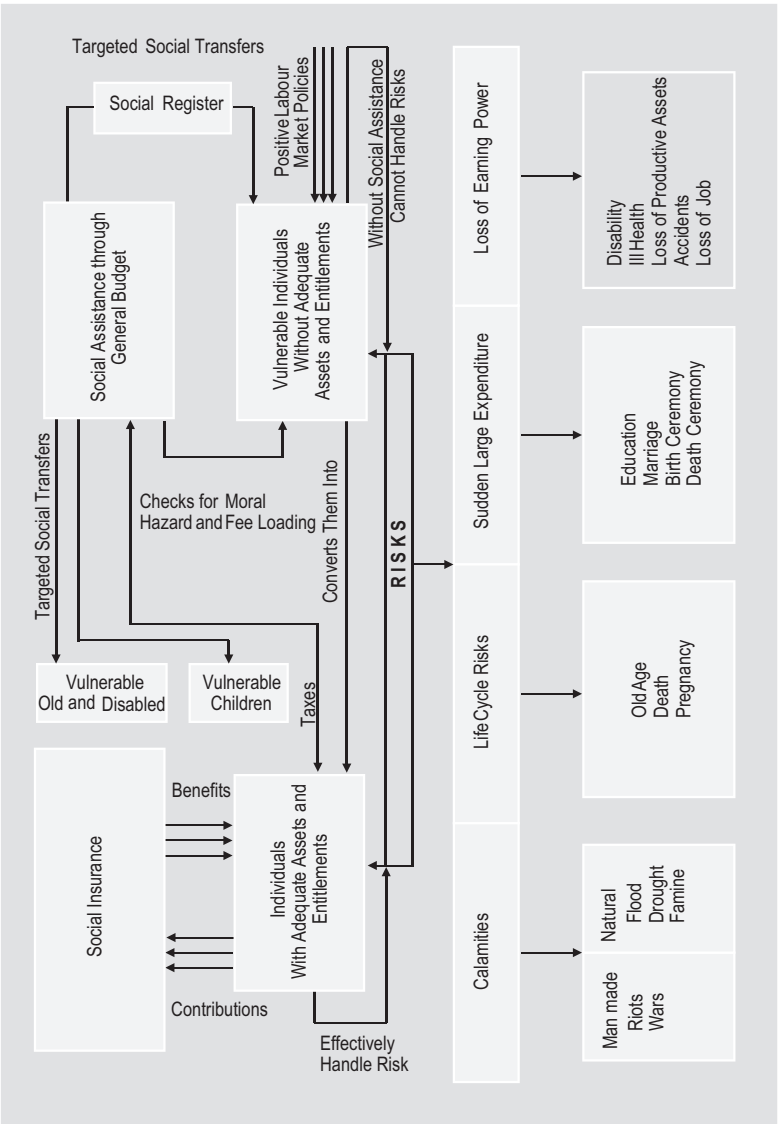 Targeted Social Transfers
Social Register
Positive Labour
Market Policies
Without Social Assistance
Cannot Handle Risks
Social Assistance through
General Budget
Vulnerable Individuals
Without Adequate
Assets and Entitlements
Targeted Social Transfers
Checks for Moral
Hazard and Fee Loading
Converts Them Into
RISKS
Vulnerable
Old and Disabled
Vulnerable
Children
Taxes
Social Insurance
Benefits
Individuals
With Adequate Assets and
Entitlements
Contributions
Effectively
Handle Risk
Loss of Earning Power
Disability
Ill Health
Loss of Productive Assets
Accidents
Loss of Job
Sudden Large Expenditure
Education
Marriage
Birth Ceremony
Death Ceremony
Life Cycle Risks
Old Age
Death
Pregnancy
Calamities
Natural
Flood
Drought
Famine
Man made
Riots
Wars